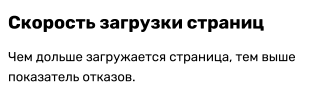 Скорость загрузки страниц
Чем дольше загружается страница, тем выше
показатель отказов.